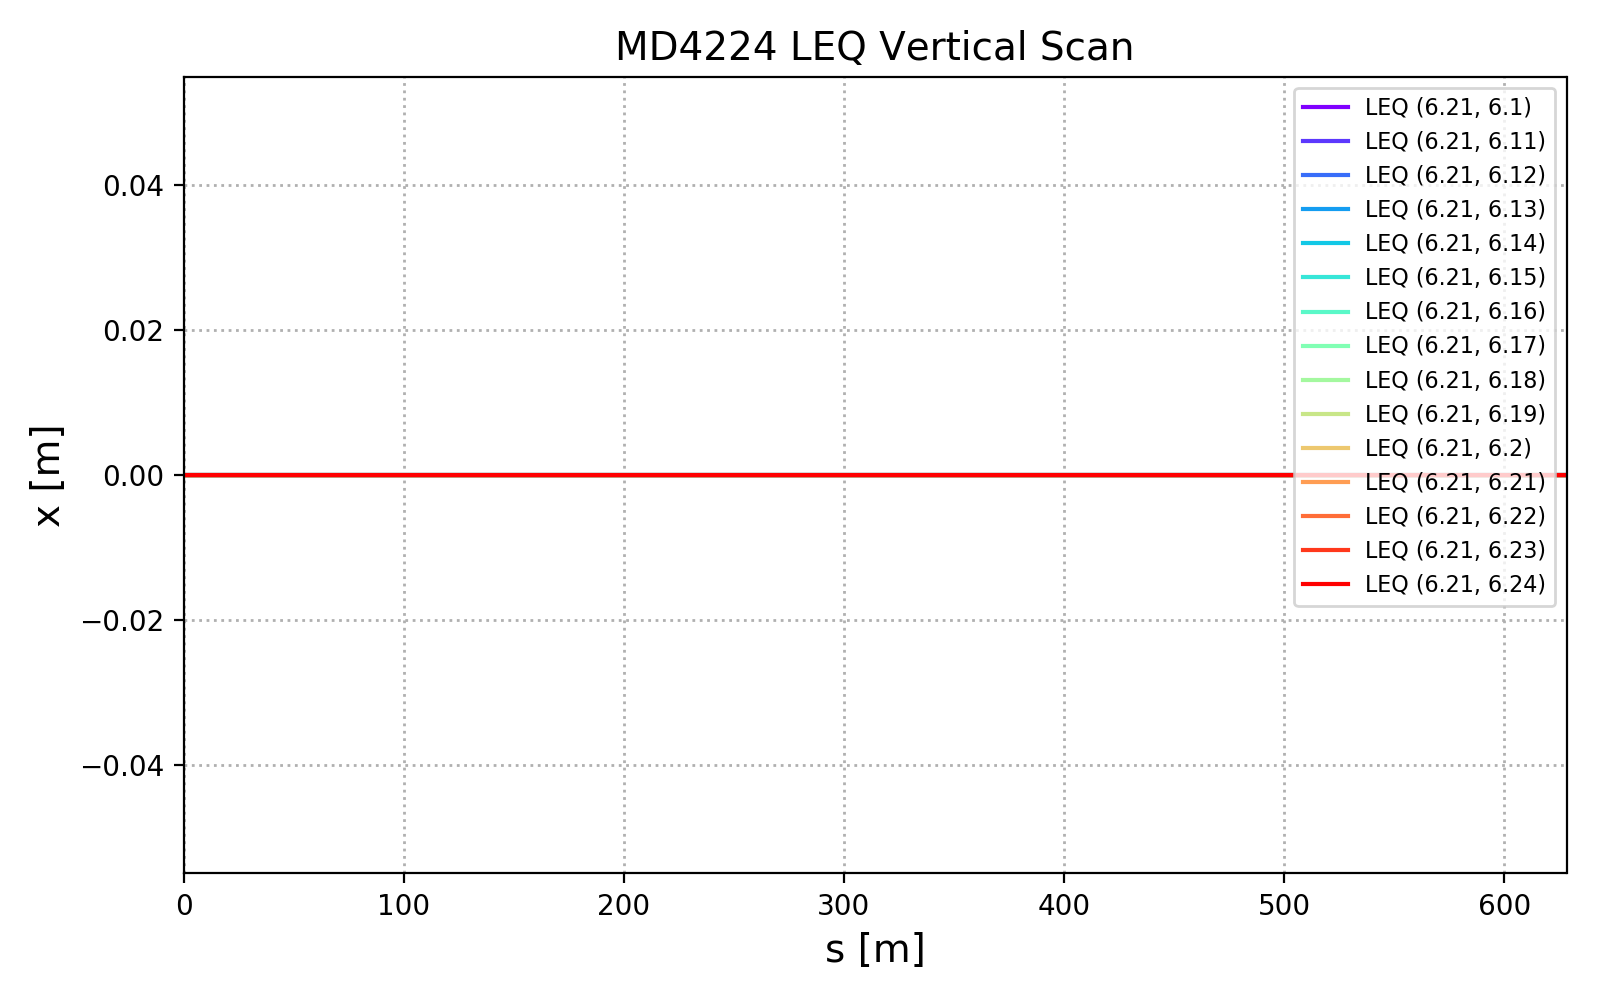 MD4224 LEQ Vertical Scan
x [m]
0.04
0.02
0.00
−0.02
−0.04
LEQ (6.21, 6.1)
LEQ (6.21, 6.11)
LEQ (6.21, 6.12)
LEQ (6.21, 6.13)
LEQ (6.21, 6.14)
LEQ (6.21, 6.15)
LEQ (6.21, 6.16)
LEQ (6.21, 6.17)
LEQ (6.21, 6.18)
LEQ (6.21, 6.19)
LEQ (6.21, 6.2)
LEQ (6.21, 6.21)
LEQ (6.21, 6.22)
LEQ (6.21, 6.23)
LEQ (6.21, 6.24)
0 100 200 300 400 500 600
s [m]